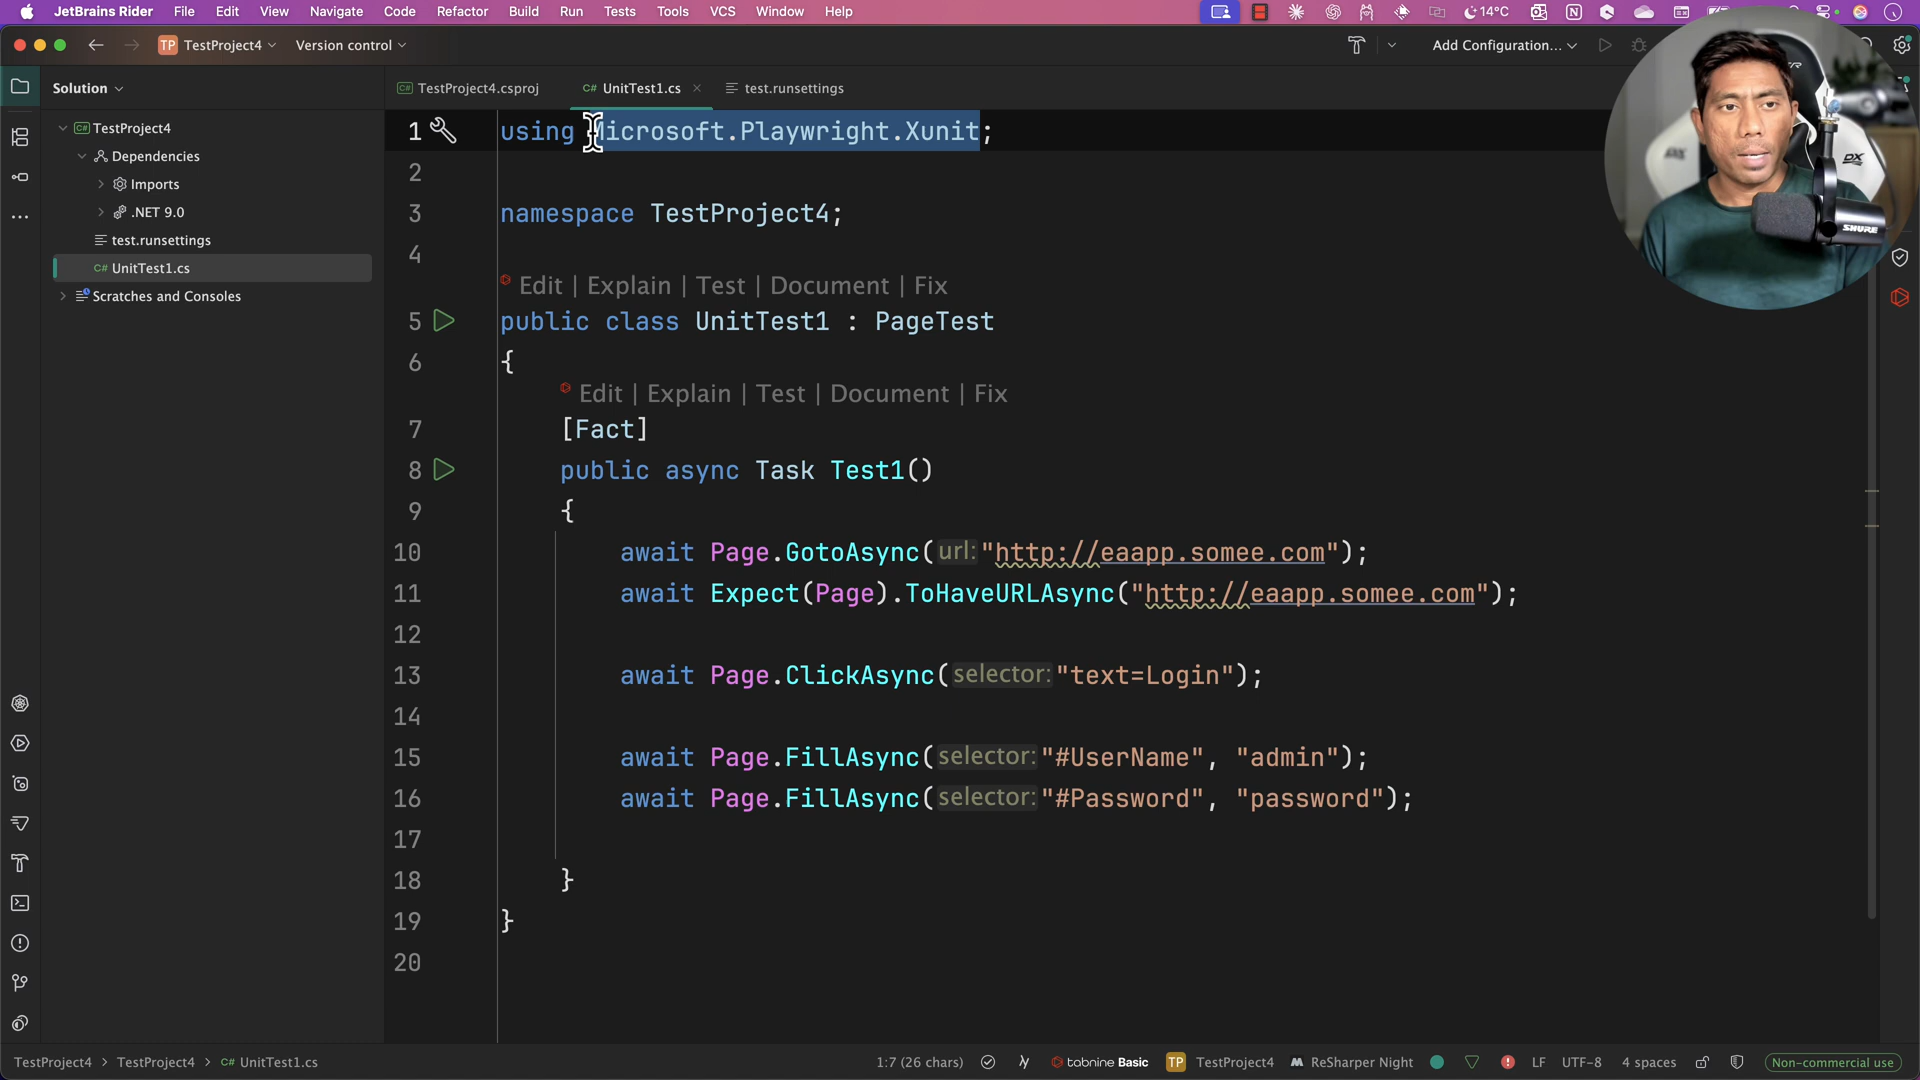 JetBrains Rider File Edit View Navigate Code Refactor Build Run Tests Tools VCS Window Help 14°C
TP TestProject4 Version control Add Configuration...
Solution TestProject4.csproj C# UnitTest1.cs test.runsettings
TestProject4
Dependencies
Imports
.NET 9.0
test.runsettings
C# UnitTest1.cs
Scratches and Consoles
1 using Microsoft.Playwright.Xunit;
2
3 namespace TestProject4;
4
Edit | Explain | Test | Document | Fix
5 public class UnitTest1 : PageTest
6 {
Edit | Explain | Test | Document | Fix
7 [Fact]
8 public async Task Test1()
9 {
10 await Page.GotoAsync(url:"http://eaapp.somee.com");
11 await Expect(Page).ToHaveURLAsync("http://eaapp.somee.com");
12
13 await Page.ClickAsync(selector:"text=Login");
14
15 await Page.FillAsync(selector:"#UserName", "admin");
16 await Page.FillAsync(selector:"#Password", "password");
17
18 }
19 }
20
DX
SHURE
TestProject4 > TestProject4 > C# UnitTest1.cs 1:7 (26 chars) tabnine Basic TP TestProject4 ReSharper Night LF UTF-8 4 spaces Non-commercial use